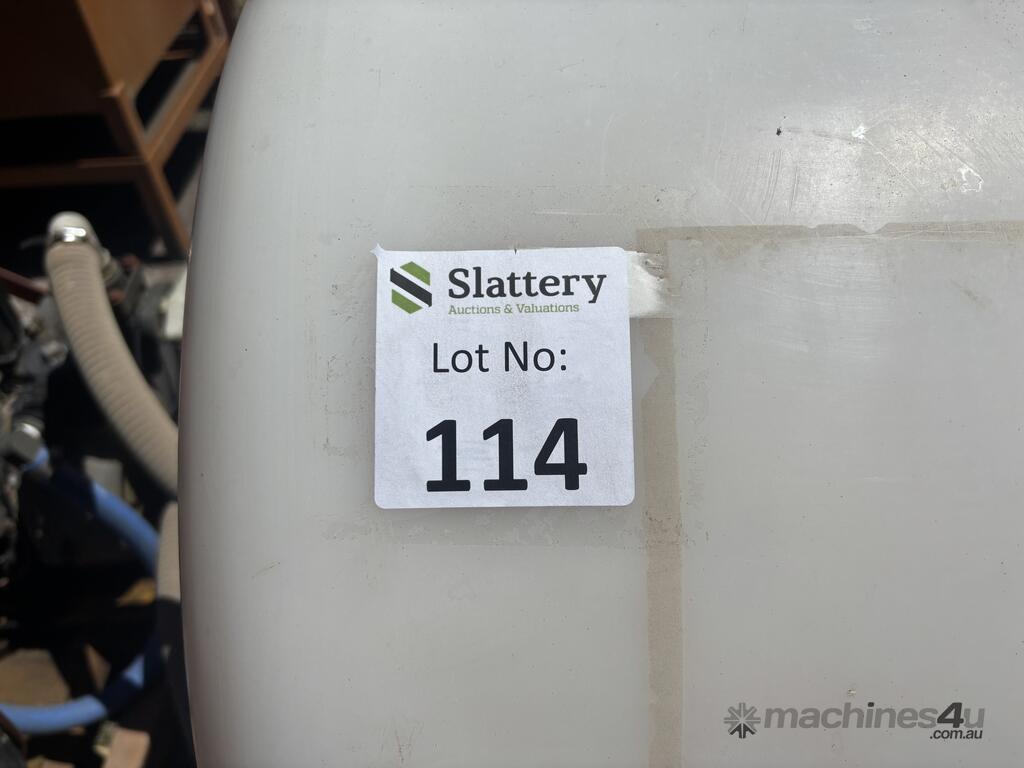 Slattery
Auctions & Valuations
Lot No:
114
machines4u
.com.au